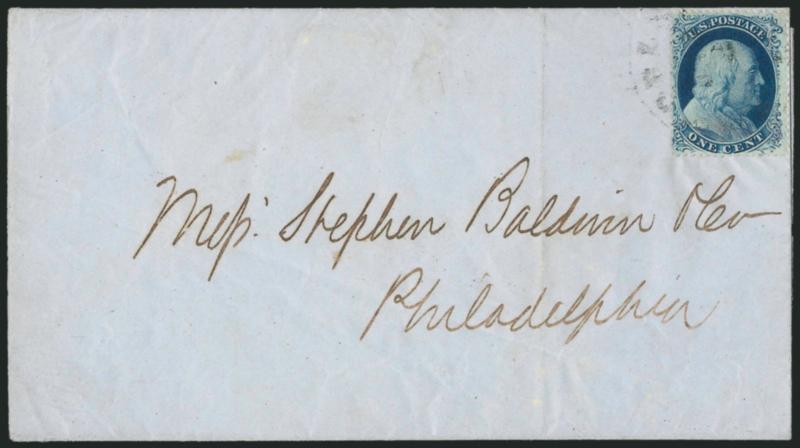 U.S. POSTAGE
ONE CENT
Mess. Stephen Baldwin & Co
Philadelphia